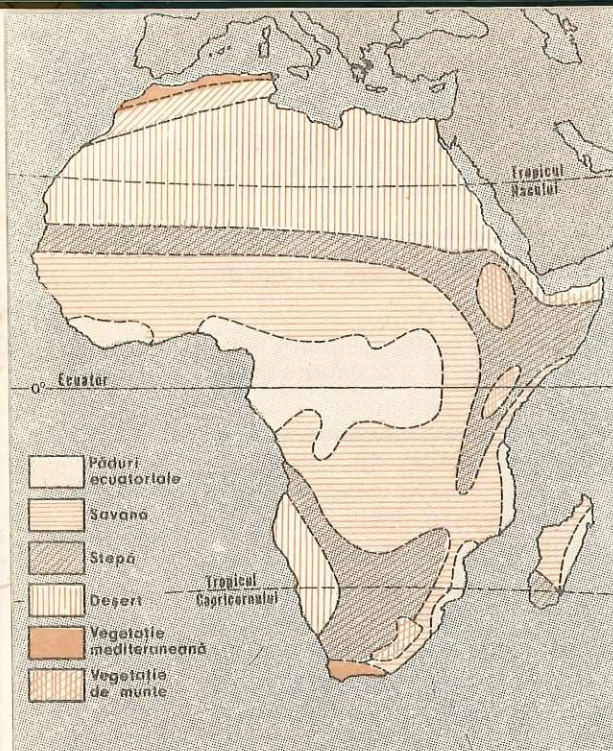 Tropicul
Racului
0° Ecuator
Păduri
ecuatoriale
Savană
Stepă
Deșert
Vegetație
mediteraneană
Vegetație
de munte
Tropicul
Capricornului